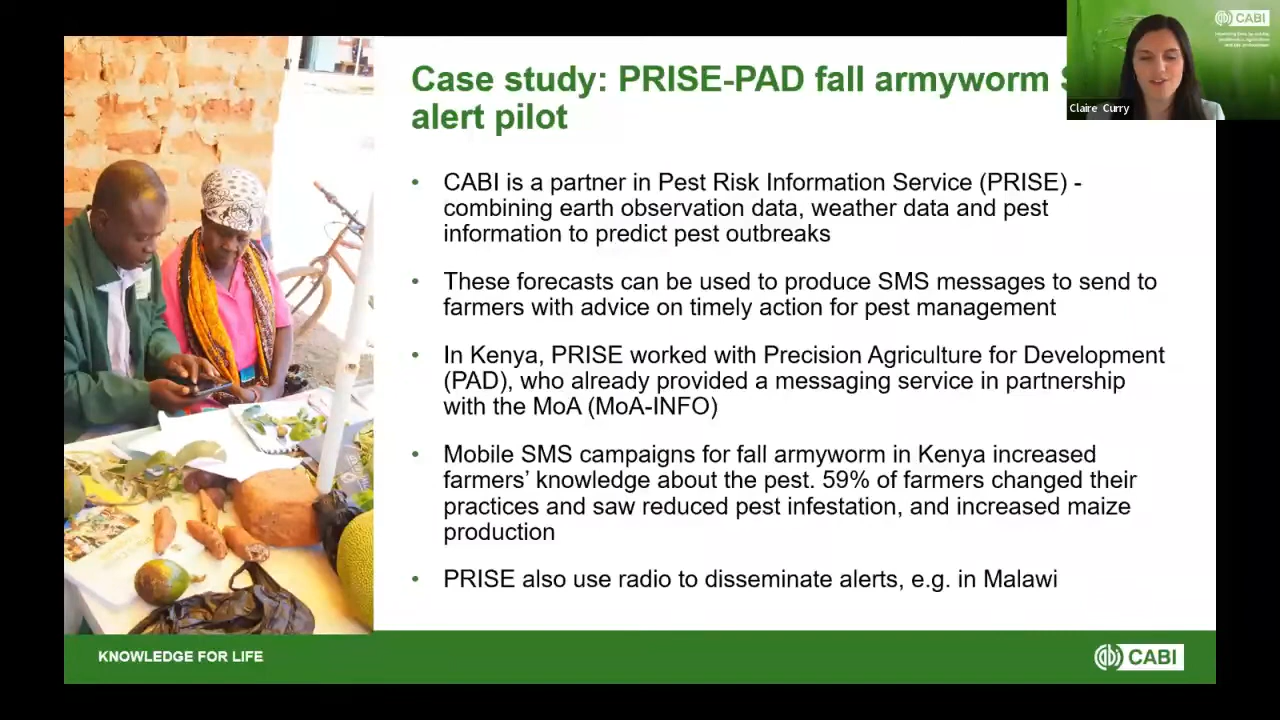 Case study: PRISE-PAD fall armyworm
alert pilot
• CABI is a partner in Pest Risk Information Service (PRISE) -
combining earth observation data, weather data and pest
information to predict pest outbreaks
• These forecasts can be used to produce SMS messages to send to
farmers with advice on timely action for pest management
• In Kenya, PRISE worked with Precision Agriculture for Development
(PAD), who already provided a messaging service in partnership
with the MoA (MoA-INFO)
• Mobile SMS campaigns for fall armyworm in Kenya increased
farmers' knowledge about the pest. 59% of farmers changed their
practices and saw reduced pest infestation, and increased maize
production
• PRISE also use radio to disseminate alerts, e.g. in Malawi
KNOWLEDGE FOR LIFE
CABI
CABI
Claire Curry